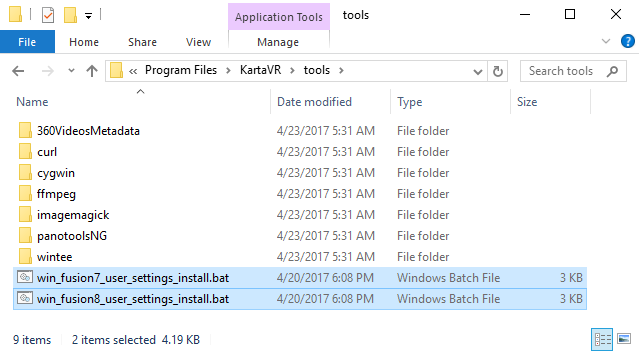 Application Tools tools
File Home Share View Manage
« Program Files › KartaVR › tools › Search tools
Name Date modified Type Size
360VideosMetadata 4/23/2017 5:31 AM File folder
curl 4/23/2017 5:31 AM File folder
cygwin 4/23/2017 5:31 AM File folder
ffmpeg 4/23/2017 5:31 AM File folder
imagemagick 4/23/2017 5:31 AM File folder
panotoolsNG 4/23/2017 5:31 AM File folder
wintee 4/23/2017 5:31 AM File folder
win_fusion7_user_settings_install.bat 4/20/2017 6:08 PM Windows Batch File 3 KB
win_fusion8_user_settings_install.bat 4/20/2017 6:08 PM Windows Batch File 3 KB
9 items 2 items selected 4.19 KB